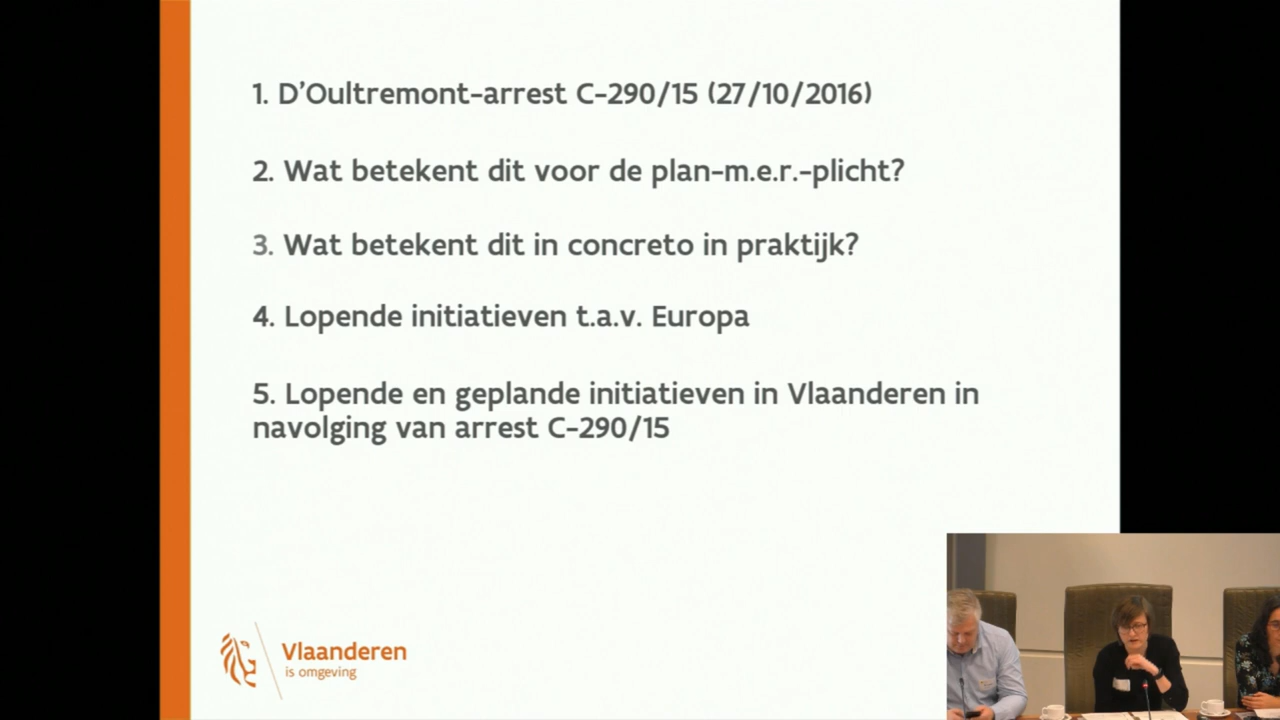 1. D'Oultremont-arrest C-290/15 (27/10/2016)
2. Wat betekent dit voor de plan-m.e.r.-plicht?
3. Wat betekent dit in concreto in praktijk?
4. Lopende initiatieven t.a.v. Europa
5. Lopende en geplande initiatieven in Vlaanderen in
navolging van arrest C-290/15
Vlaanderen
is omgeving